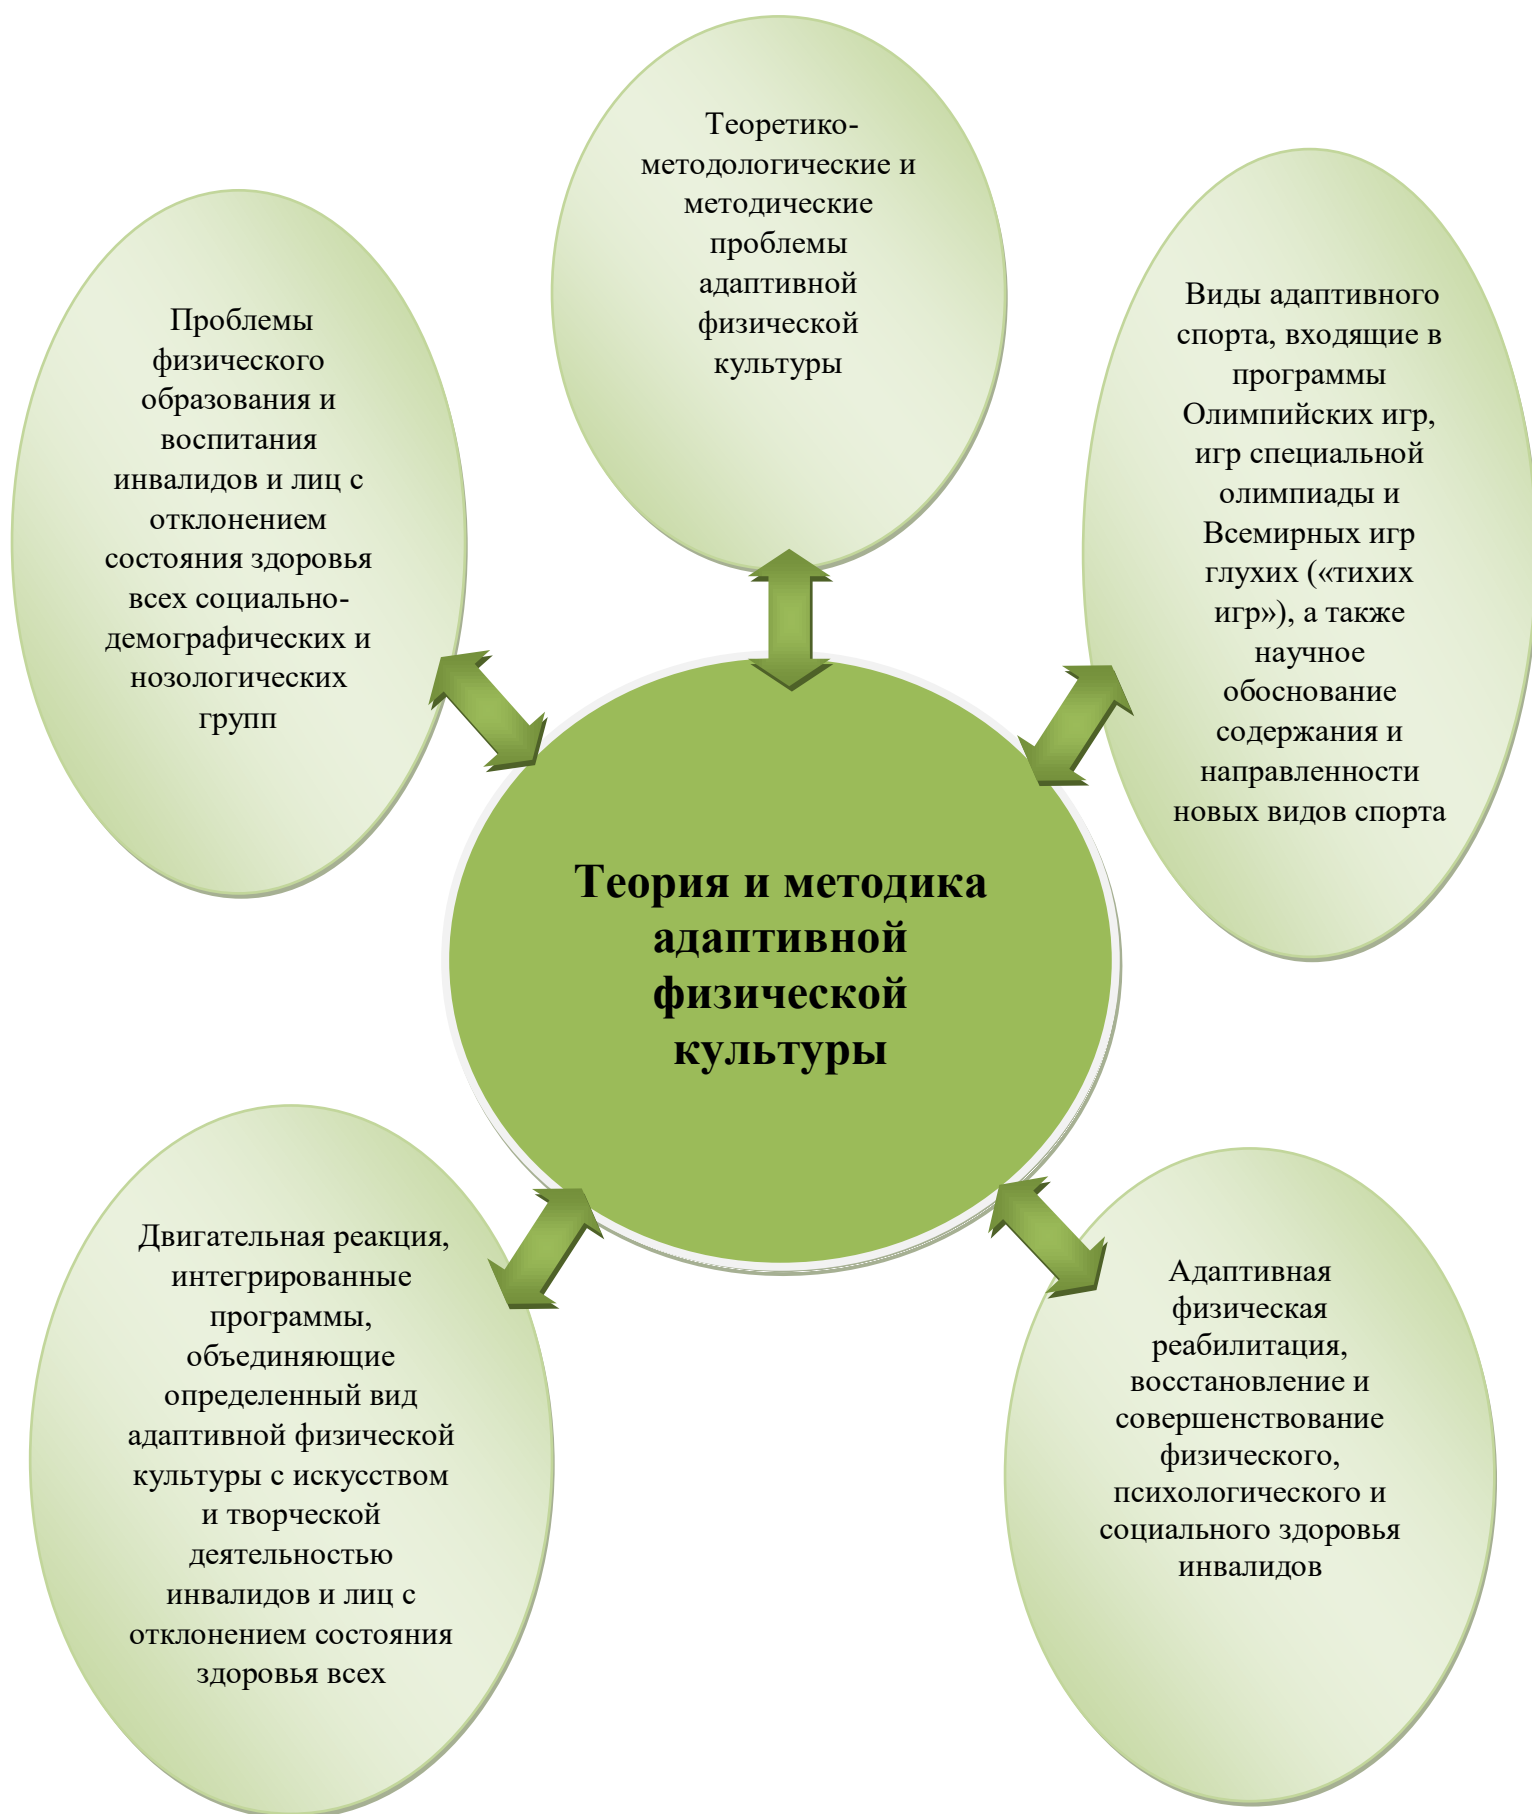 Теоретико-
методологические и
методические
проблемы
адаптивной
физической
культуры
Проблемы
физического
образования и
воспитания
инвалидов и лиц с
отклонением
состояния здоровья
всех социально-
демографических и
нозологических
групп
Виды адаптивного
спорта, входящие в
программы
Олимпийских игр,
игр специальной
олимпиады и
Всемирных игр
глухих («тихих
игр»), а также
научное
обоснование
содержания и
направленности
новых видов спорта
Теория и методика
адаптивной
физической
культуры
Двигательная реакция,
интегрированные
программы,
объединяющие
определенный вид
адаптивной физической
культуры с искусством
и творческой
деятельностью
инвалидов и лиц с
отклонением состояния
здоровья всех
Адаптивная
физическая
реабилитация,
восстановление и
совершенствование
физического,
психологического и
социального здоровья
инвалидов